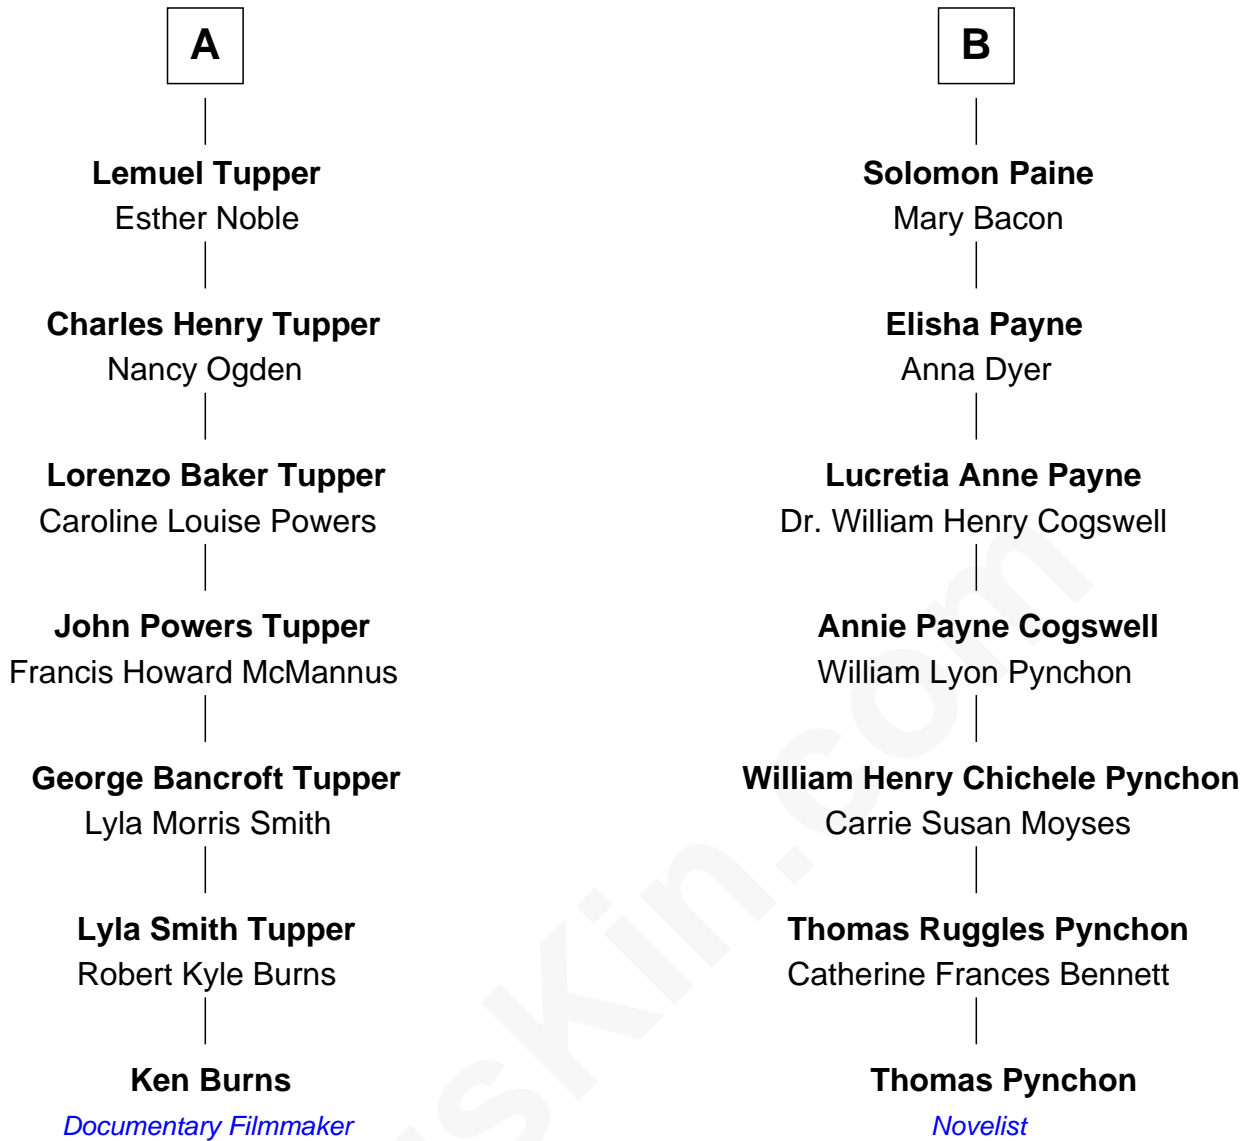 A
Lemuel Tupper
Esther Noble
Charles Henry Tupper
Nancy Ogden
Lorenzo Baker Tupper
Caroline Louise Powers
John Powers Tupper
Francis Howard McMannus
George Bancroft Tupper
Lyla Morris Smith
Lyla Smith Tupper
Robert Kyle Burns
Ken Burns
Documentary Filmmaker
B
Solomon Paine
Mary Bacon
Elisha Payne
Anna Dyer
Lucretia Anne Payne
Dr. William Henry Cogswell
Annie Payne Cogswell
William Lyon Pynchon
William Henry Chichele Pynchon
Carrie Susan Moyses
Thomas Ruggles Pynchon
Catherine Frances Bennett
Thomas Pynchon
Novelist
sKin.com